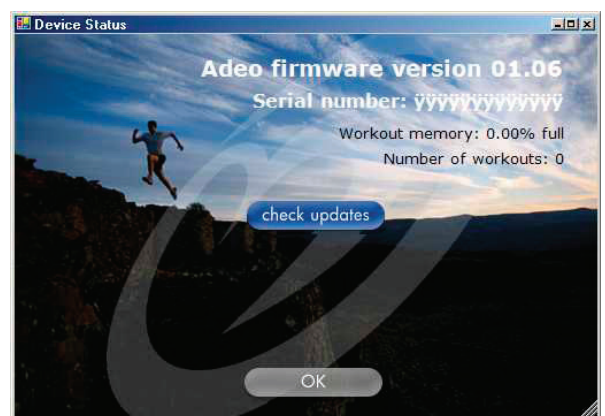 Device Status
Adeo firmware version 01.06
Serial number: ÿÿÿÿÿÿÿÿÿÿÿÿÿ
Workout memory: 0.00% full
Number of workouts: 0
check updates
OK